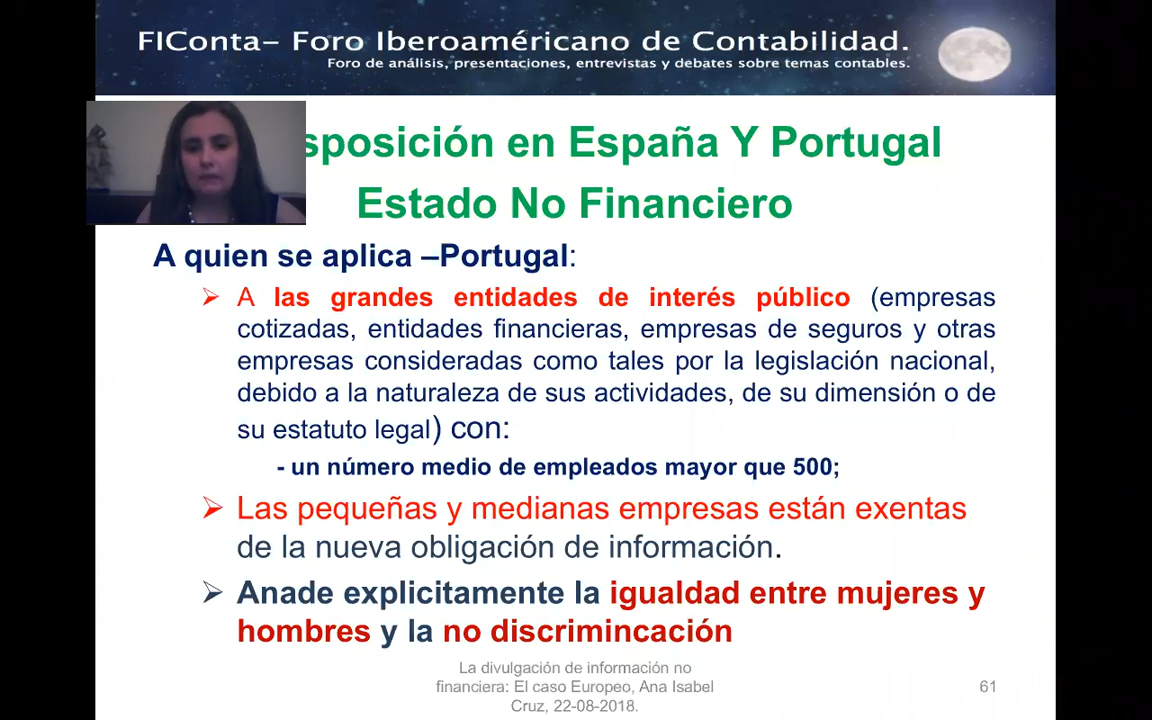 FIConta– Foro Iberoaméricano de Contabilidad.
Foro de análisis, presentaciones, entrevistas y debates sobre temas contables.
sposición en España Y Portugal
Estado No Financiero
A quien se aplica –Portugal:
➢ A las grandes entidades de interés público (empresas
cotizadas, entidades financieras, empresas de seguros y otras
empresas consideradas como tales por la legislación nacional,
debido a la naturaleza de sus actividades, de su dimensión o de
su estatuto legal) con:
- un número medio de empleados mayor que 500;
➢ Las pequeñas y medianas empresas están exentas
de la nueva obligación de información.
➢ Anade explicitamente la igualdad entre mujeres y
hombres y la no discrimincación
La divulgación de información no
financiera: El caso Europeo, Ana Isabel
Cruz, 22-08-2018.
61